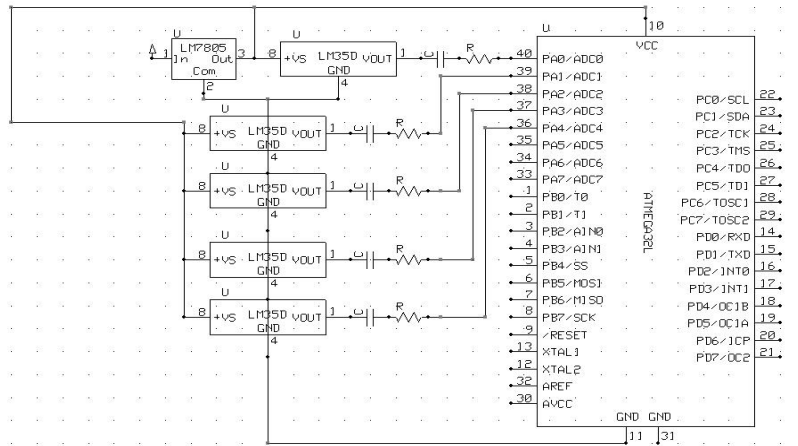 U
LM7805
1 In Out 3
Com
2
U
8 +VS LM35D VOUT 1
GND
4
C
R
U
8 +VS LM35D VOUT 1
GND
4
C
R
U
8 +VS LM35D VOUT 1
GND
4
C
R
U
8 +VS LM35D VOUT 1
GND
4
C
R
U
8 +VS LM35D VOUT 1
GND
4
C
R
U
10
VCC
40 PA0/ADC0
39 PA1/ADC1
38 PA2/ADC2
37 PA3/ADC3
36 PA4/ADC4
35 PA5/ADC5
34 PA6/ADC6
33 PA7/ADC7
1 PB0/T0
2 PB1/T1
3 PB2/AIN0
4 PB3/AIN1
5 PB4/SS
6 PB5/MOSI
7 PB6/MISO
8 PB7/SCK
9 /RESET
13 XTAL1
12 XTAL2
32 AREF
30 AVCC
ATMEGA32L
PC0/SCL 22
PC1/SDA 23
PC2/TCK 24
PC3/TMS 25
PC4/TDO 26
PC5/TDI 27
PC6/TOSC1 28
PC7/TOSC2 29
PD0/RXD 14
PD1/TXD 15
PD2/INT0 16
PD3/INT1 17
PD4/OC1B 18
PD5/OC1A 19
PD6/ICP 20
PD7/OC2 21
GND GND
11 31